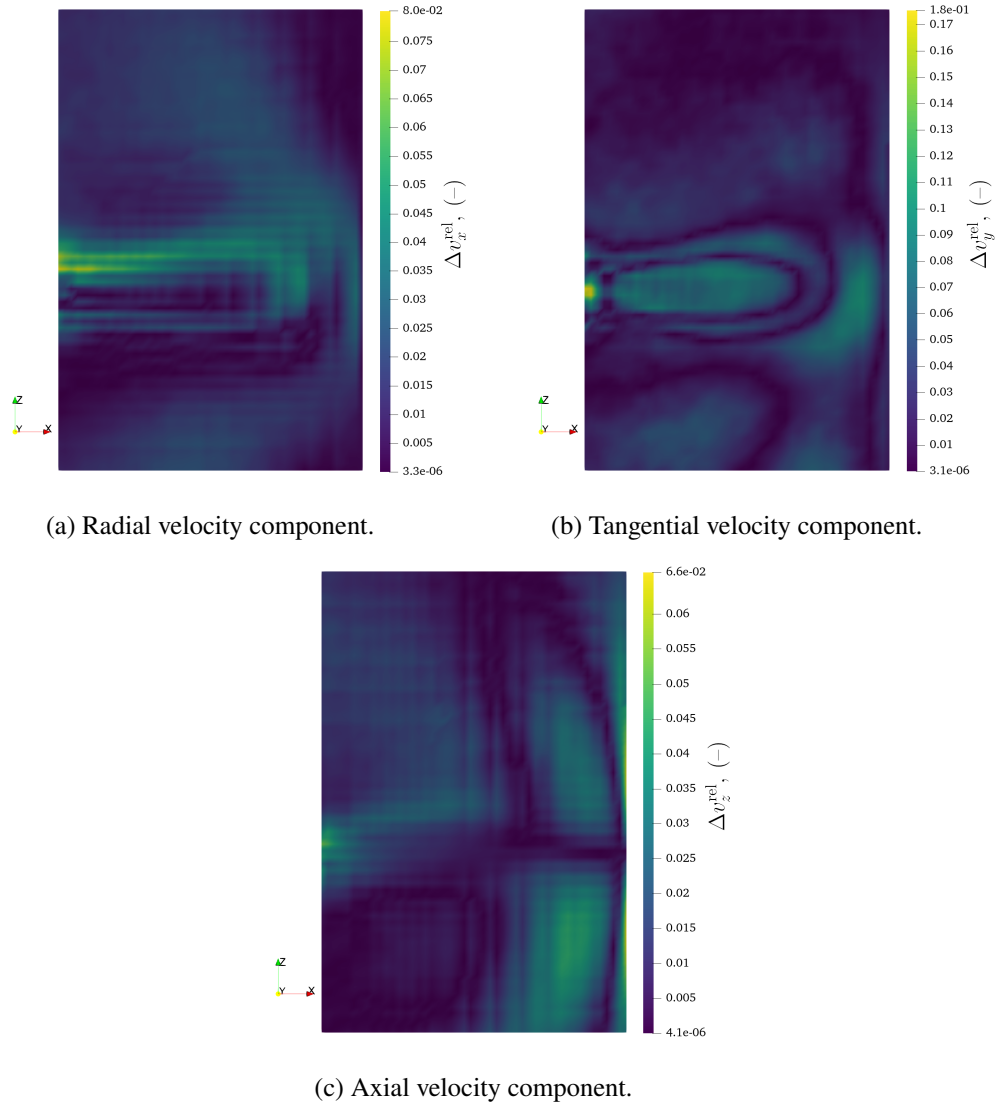 8.0e-02
0.075
0.07
0.065
0.06
0.055
0.05
0.045
0.04
0.035
0.03
0.025
0.02
0.015
0.01
0.005
3.3e-06
Δv_x^rel, (−)
Z
Y
X
(a) Radial velocity component.
1.8e-01
0.17
0.16
0.15
0.14
0.13
0.12
0.11
0.1
0.09
0.08
0.07
0.06
0.05
0.04
0.03
0.02
0.01
3.1e-06
Δv_y^rel, (−)
Z
Y
X
(b) Tangential velocity component.
6.6e-02
0.06
0.055
0.05
0.045
0.04
0.035
0.03
0.025
0.02
0.015
0.01
0.005
4.1e-06
Δv_z^rel, (−)
Z
Y
X
(c) Axial velocity component.